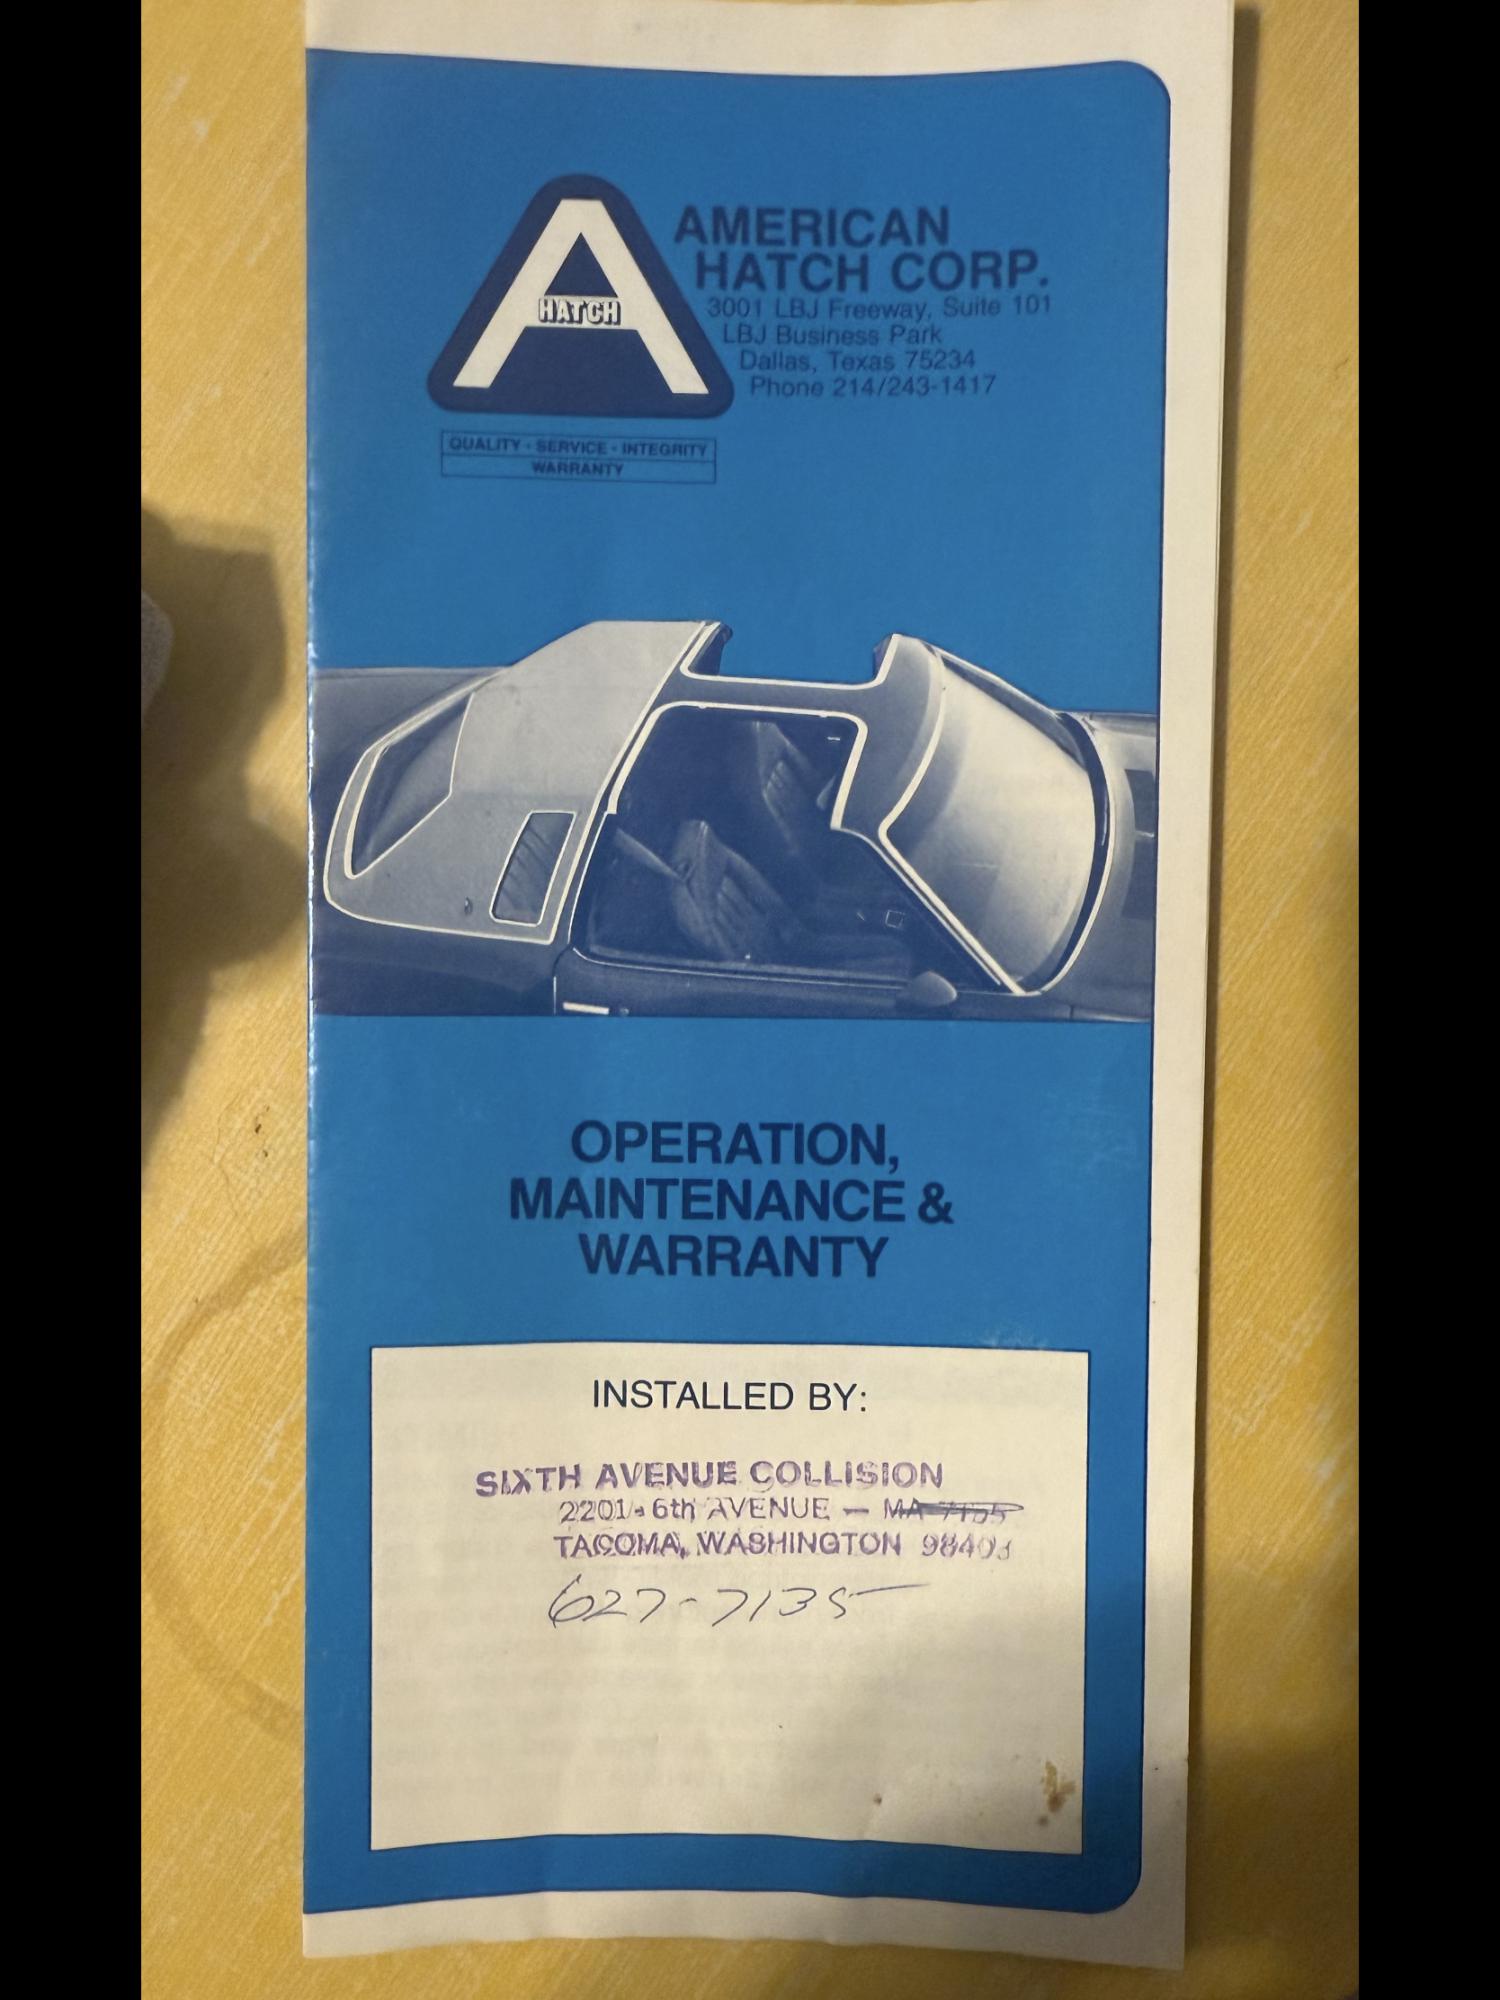 AMERICAN
HATCH CORP.
3001 LBJ Freeway, Suite 101
LBJ Business Park
Dallas, Texas 75234
Phone 214/243-1417
HATCH
QUALITY - SERVICE - INTEGRITY
WARRANTY
OPERATION,
MAINTENANCE &
WARRANTY
INSTALLED BY:
SIXTH AVENUE COLLISION
2201 - 6th AVENUE — MA
TACOMA, WASHINGTON 98403
627-7135